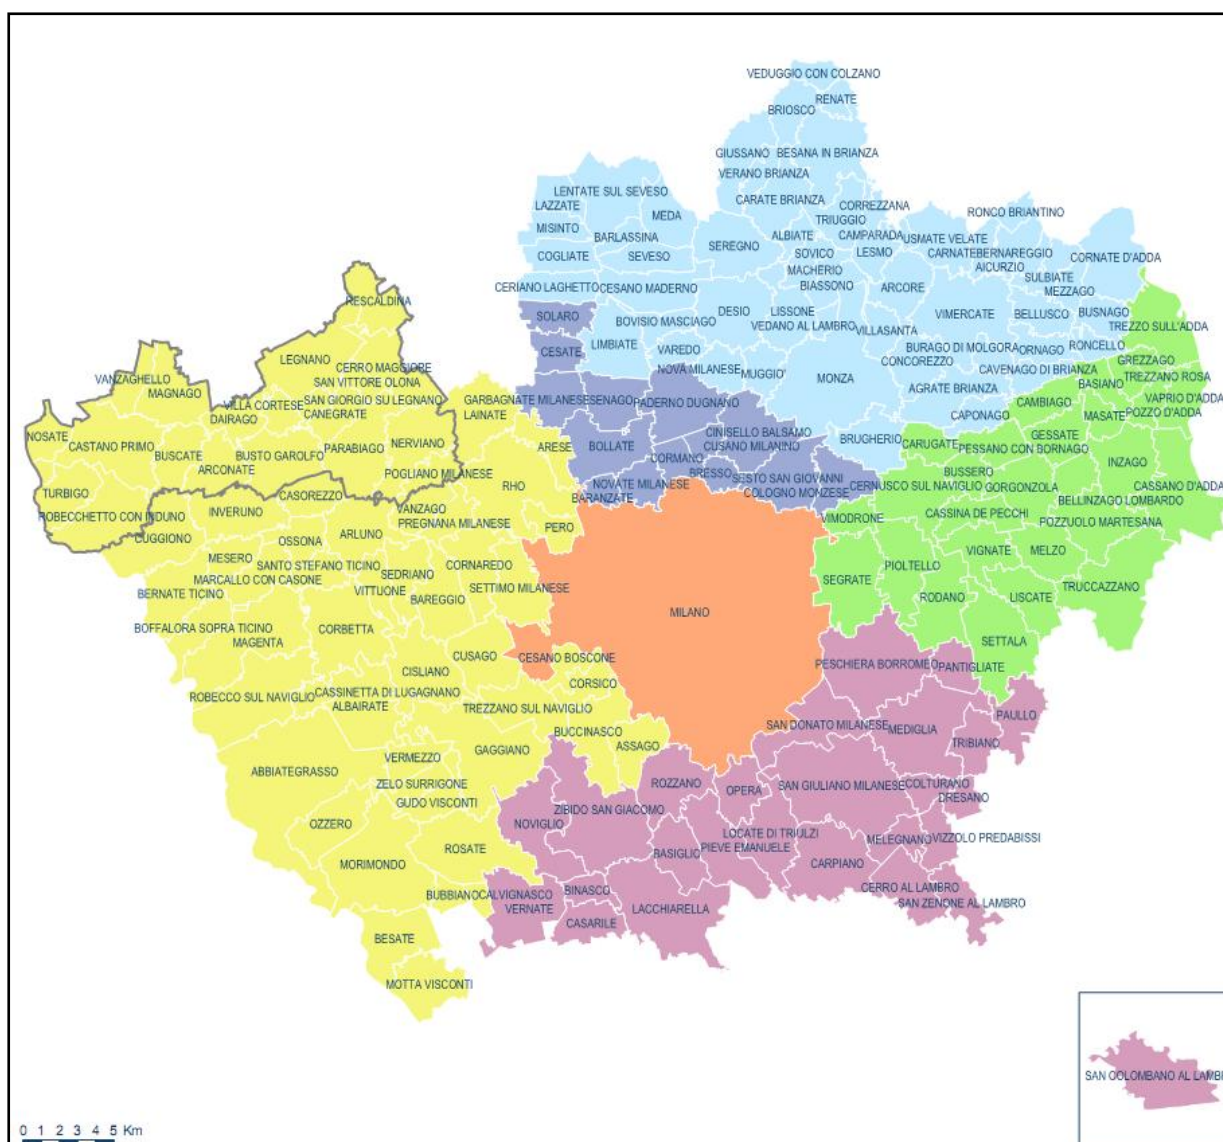 VEDUGGIO CON COLZANO
RENATE
BRIOSCO
GIUSSANO
BESANA IN BRIANZA
VERANO BRIANZA
LENTATE SUL SEVESO
CARATE BRIANZA
LAZZATE
CORREZZANA
MEDA
RONCO BRIANTINO
TRIUGGIO
MISINTO
BARLASSINA
ALBIATE
CAMPARADA
USMATE VELATE
SEREGNO
COGLIATE
SEVESO
SOVICO
LESMO
CARNATE
BERNAREGGIO
CORNATE D'ADDA
AICURZIO
MACHERIO
SULBIATE
CERIANO LAGHETTO
CESANO MADERNO
BIASSONO
ARCORE
MEZZAGO
RESCALDINA
SOLARO
BOVISIO MASCIAGO
DESIO
LISSONE
VIMERCATE
BELLUSCO
BUSNAGO
VEDANO AL LAMBRO
VILLASANTA
TREZZO SULL'ADDA
LIMBIATE
CESATE
VAREDO
BURAGO DI MOLGORA
ORNAGO
RONCELLO
LEGNANO
CONCOREZZO
GREZZAGO
CERRO MAGGIORE
NOVA MILANESE
MUGGIO'
CAVENAGO DI BRIANZA
TREZZANO ROSA
VANZAGHELLO
SAN VITTORE OLONA
MONZA
BASIANO
MAGNAGO
AGRATE BRIANZA
VAPRIO D'ADDA
SAN GIORGIO SU LEGNANO
GARBAGNATE MILANESE
SENAGO
PADERNO DUGNANO
CAMBIAGO
VILLA CORTESE
CANEGRATE
LAINATE
CAPONAGO
MASATE
POZZO D'ADDA
DAIRAGO
CINISELLO BALSAMO
GESSATE
NOSATE
CASTANO PRIMO
NERVIANO
ARESE
BOLLATE
CUSANO MILANINO
BRUGHERIO
CARUGATE
PESSANO CON BORNAGO
PARABIAGO
BUSCATE
BUSTO GAROLFO
CORMANO
INZAGO
ARCONATE
POGLIANO MILANESE
BRESSO
SESTO SAN GIOVANNI
BUSSERO
RHO
NOVATE MILANESE
CERNUSCO SUL NAVIGLIO
GORGONZOLA
CASSANO D'ADDA
TURBIGO
CASOREZZO
BARANZATE
COLOGNO MONZESE
BELLINZAGO LOMBARDO
VANZAGO
INVERUNO
CASSINA DE PECCHI
ROBECCHETTO CON INDUNO
PREGNANA MILANESE
PERO
VIMODRONE
POZZUOLO MARTESANA
CUGGIONO
OSSONA
ARLUNO
MESERO
VIGNATE
MELZO
SANTO STEFANO TICINO
CORNAREDO
PIOLTELLO
SEDRIANO
MARCALLO CON CASONE
SEGRATE
TRUCCAZZANO
BERNATE TICINO
VITTUONE
SETTIMO MILANESE
BAREGGIO
RODANO
LISCATE
MILANO
BOFFALORA SOPRA TICINO
CORBETTA
MAGENTA
SETTALA
CUSAGO
CESANO BOSCONE
PESCHIERA BORROMEO
PANTIGLIATE
CISLIANO
CORSICO
ROBECCO SUL NAVIGLIO
CASSINETTA DI LUGAGNANO
ALBAIRATE
TREZZANO SUL NAVIGLIO
PAULLO
SAN DONATO MILANESE
MEDIGLIA
BUCCINASCO
TRIBIANO
ASSAGO
GAGGIANO
VERMEZZO
ABBIATEGRASSO
ZELO SURRIGONE
ROZZANO
OPERA
SAN GIULIANO MILANESE
COLTURANO
GUDO VISCONTI
DRESANO
ZIBIDO SAN GIACOMO
OZZERO
NOVIGLIO
LOCATE DI TRIULZI
MELEGNANO
VIZZOLO PREDABISSI
ROSATE
PIEVE EMANUELE
BASIGLIO
MORIMONDO
CARPIANO
CERRO AL LAMBRO
BUBBIANO
CALVIGNASCO
BINASCO
SAN ZENONE AL LAMBRO
VERNATE
LACCHIARELLA
CASARILE
BESATE
MOTTA VISCONTI
SAN COLOMBANO AL LAMB
0 1 2 3 4 5 Km